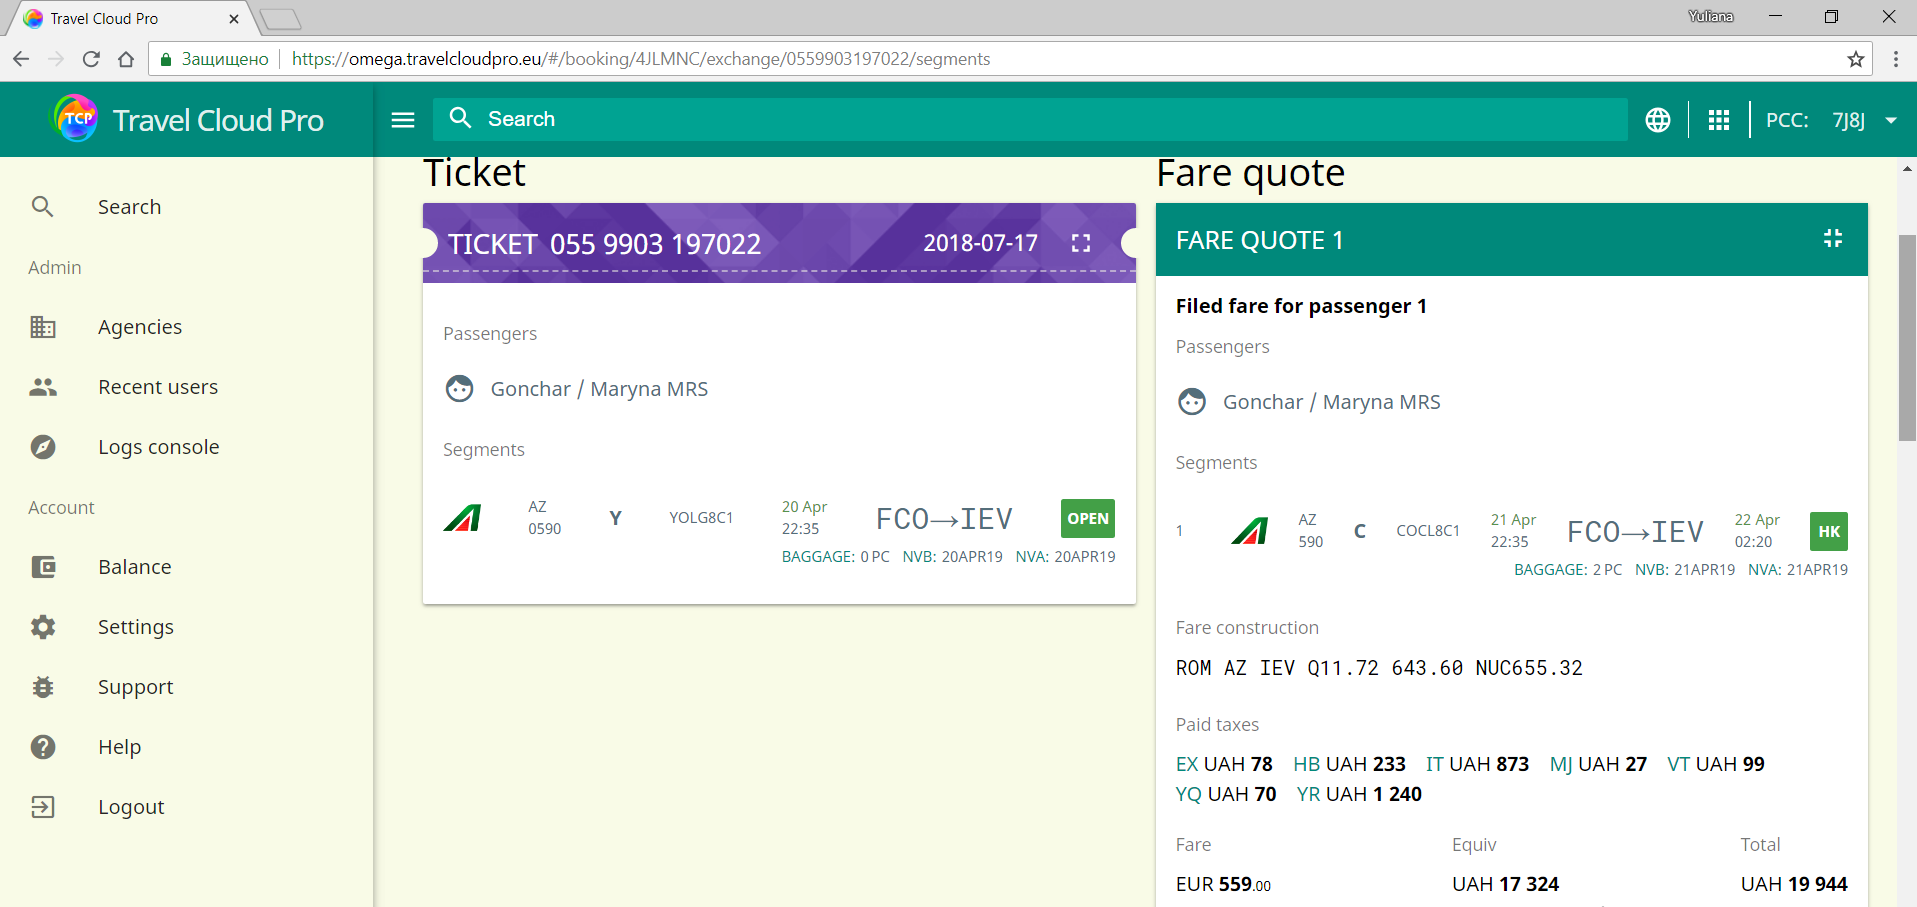 Travel Cloud Pro
Yuliana
Защищено
https://omega.travelcloudpro.eu/#/booking/4JLMNC/exchange/0559903197022/segments
TCP
Travel Cloud Pro
Search
PCC: 7J8J
Search
Admin
Agencies
Recent users
Logs console
Account
Balance
Settings
Support
Help
Logout
Ticket
TICKET 055 9903 197022 2018-07-17
Passengers
Gonchar / Maryna MRS
Segments
AZ 0590 Y YOLG8C1 20 Apr 22:35 FCO→IEV OPEN
BAGGAGE: 0 PC NVB: 20APR19 NVA: 20APR19
Fare quote
FARE QUOTE 1
Filed fare for passenger 1
Passengers
Gonchar / Maryna MRS
Segments
1 AZ 590 C COCL8C1 21 Apr 22:35 FCO→IEV 22 Apr 02:20 HK
BAGGAGE: 2 PC NVB: 21APR19 NVA: 21APR19
Fare construction
ROM AZ IEV Q11.72 643.60 NUC655.32
Paid taxes
EX UAH 78 HB UAH 233 IT UAH 873 MJ UAH 27 VT UAH 99
YQ UAH 70 YR UAH 1 240
Fare Equiv Total
EUR 559.00 UAH 17 324 UAH 19 944